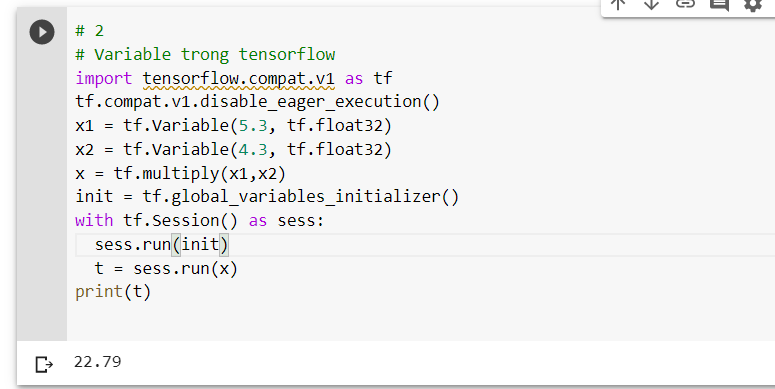 # 2
# Variable trong tensorflow
import tensorflow.compat.v1 as tf
tf.compat.v1.disable_eager_execution()
x1 = tf.Variable(5.3, tf.float32)
x2 = tf.Variable(4.3, tf.float32)
x = tf.multiply(x1,x2)
init = tf.global_variables_initializer()
with tf.Session() as sess:
  sess.run(init)
  t = sess.run(x)
print(t)
22.79